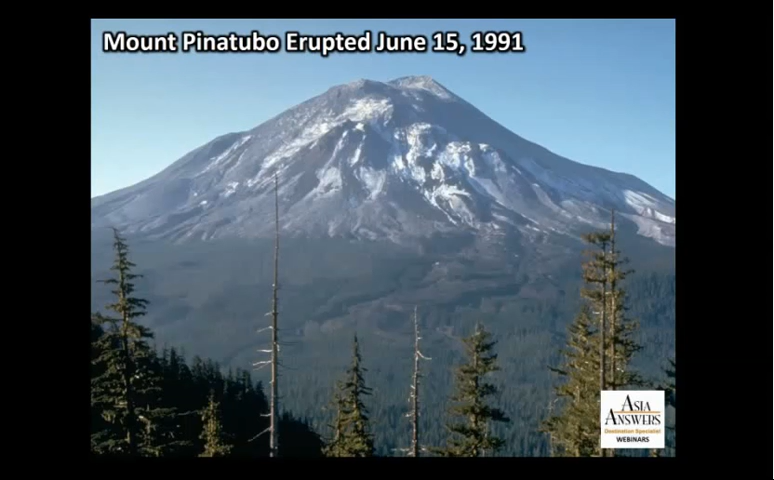 Mount Pinatubo Erupted June 15, 1991
ASIA
ANSWERS
Destination Specialist
WEBINARS